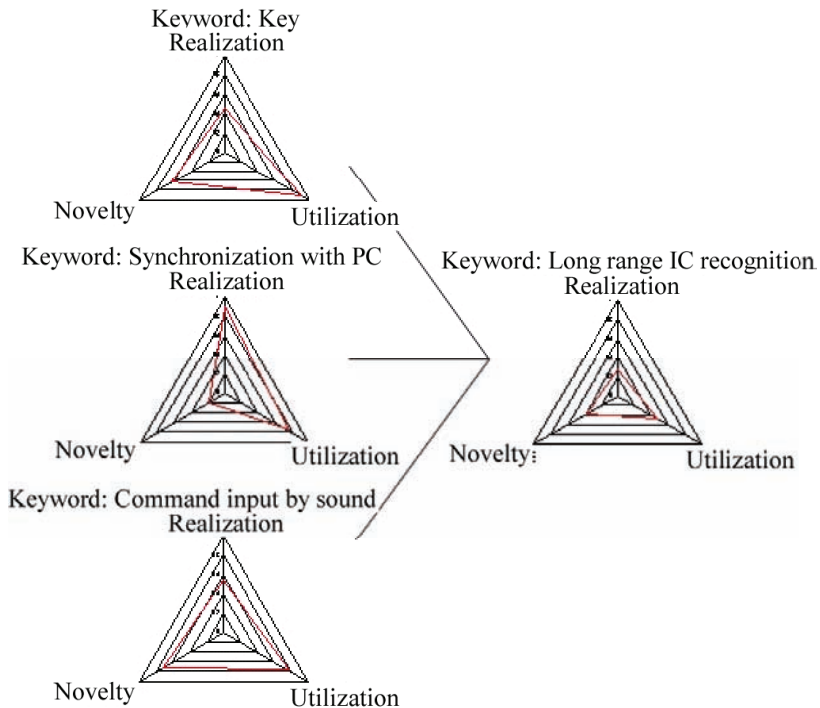 Keyword: Key
Realization
Novelty
Utilization
Keyword: Synchronization with PC
Realization
Novelty
Utilization
Keyword: Command input by sound
Realization
Novelty
Utilization
Keyword: Long range IC recognition
Realization
Novelty
Utilization